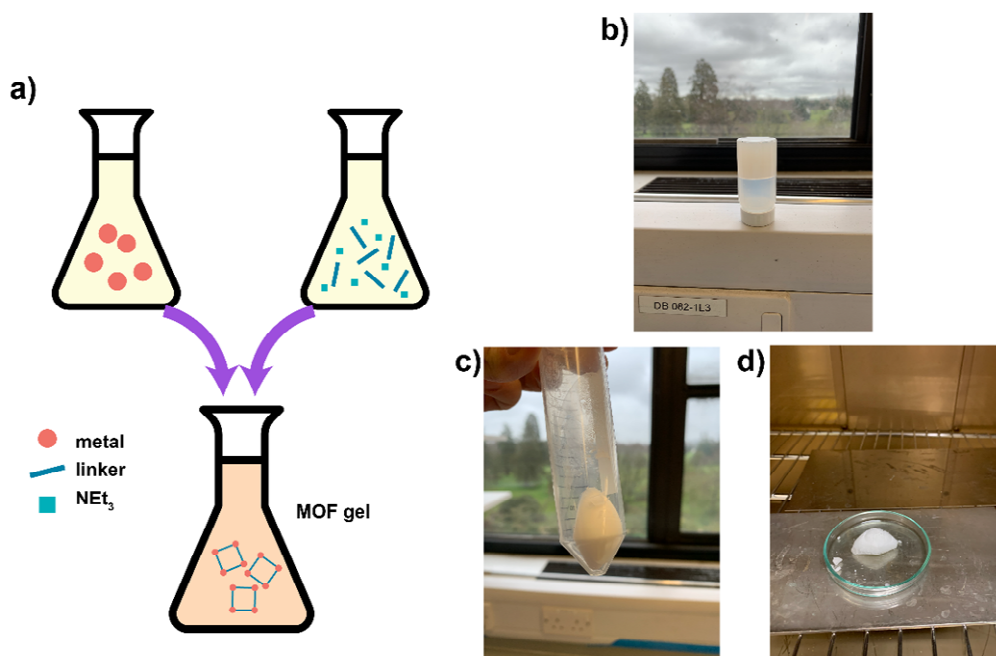 a)
metal
linker
NEt₃
MOF gel
b)
DB 062-1L3
c)
d)